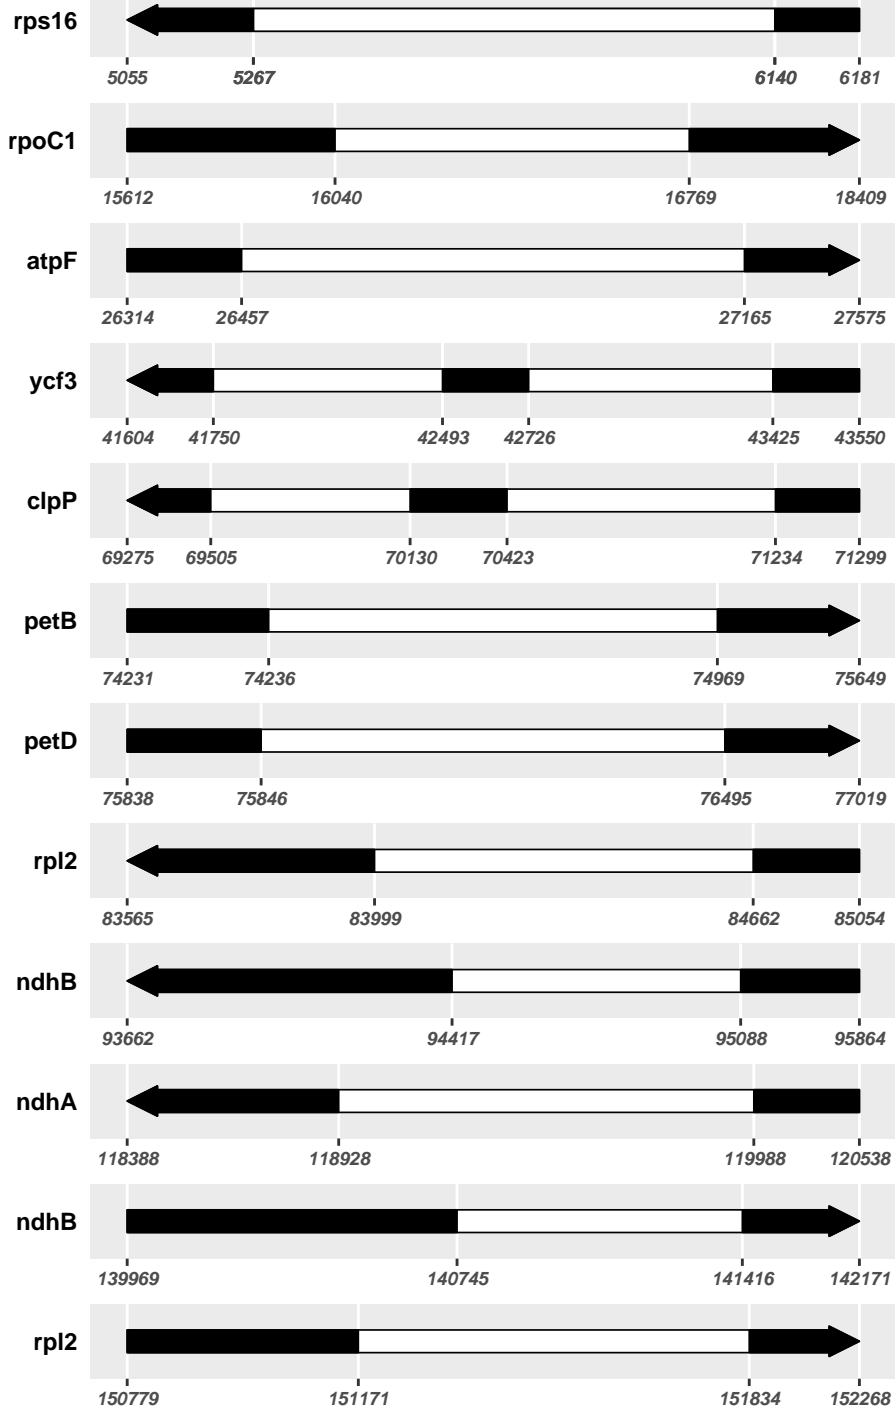 rps16
5055 5267 6140 6181
rpoC1
15612 16040 16769 18409
atpF
26314 26457 27165 27575
ycf3
41604 41750 42493 42726 43425 43550
clpP
69275 69505 70130 70423 71234 71299
petB
74231 74236 74969 75649
petD
75838 75846 76495 77019
rpl2
83565 83999 84662 85054
ndhB
93662 94417 95088 95864
ndhA
118388 118928 119988 120538
ndhB
139969 140745 141416 142171
rpl2
150779 151171 151834 152268